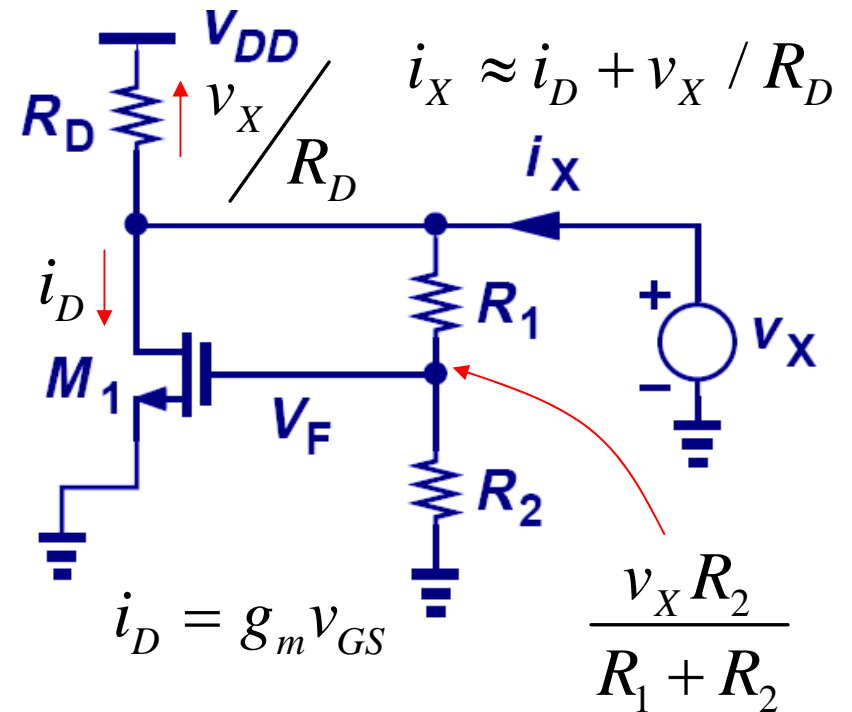 V_DD
i_X ≈ i_D + v_X / R_D
R_D
v_X / R_D
i_X
i_D
R_1
+
v_X
−
M_1
V_F
R_2
i_D = g_m v_GS
v_X R_2
R_1 + R_2